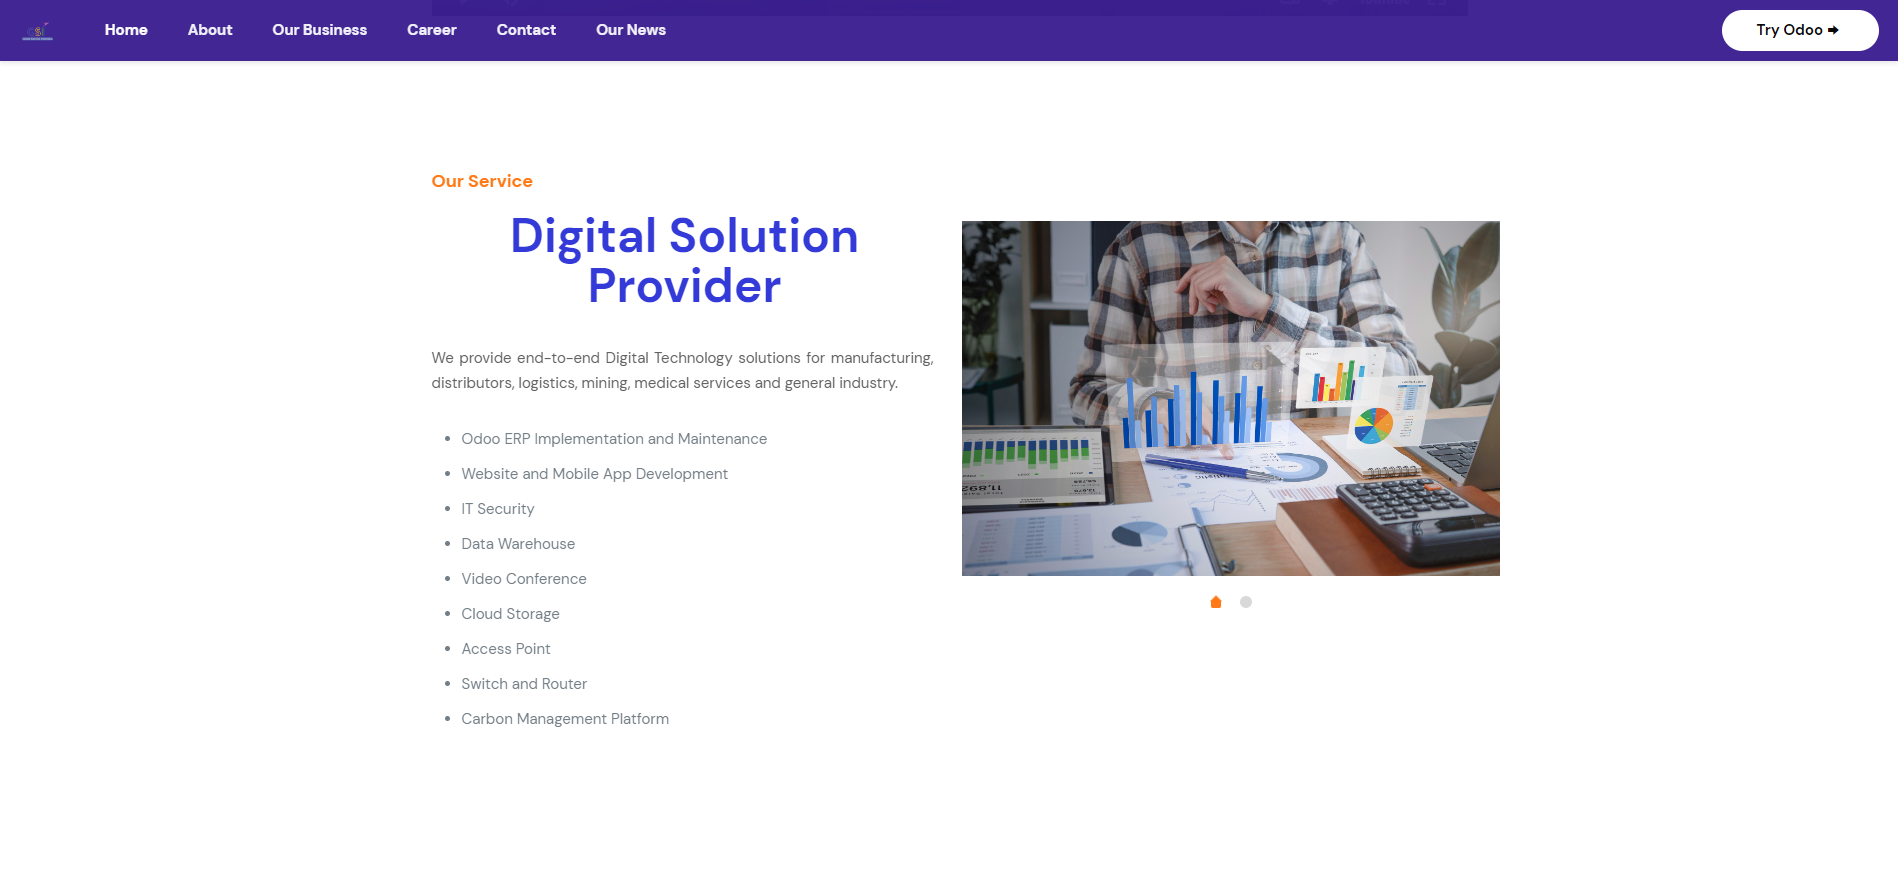 Home About Our Business Career Contact Our News Try Odoo
Our Service
Digital Solution
Provider
We provide end-to-end Digital Technology solutions for manufacturing,
distributors, logistics, mining, medical services and general industry.
Odoo ERP Implementation and Maintenance
Website and Mobile App Development
IT Security
Data Warehouse
Video Conference
Cloud Storage
Access Point
Switch and Router
Carbon Management Platform